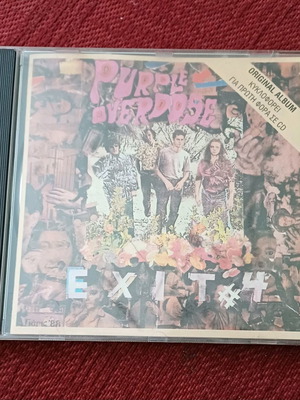 PURPLE
OVERDOSE
ORIGINAL ALBUM
ΚΥΚΛΟΦΟΡΕΙ
ΓΙΑ ΠΡΩΤΗ ΦΟΡΑ ΣΕ CD
EXIT #4